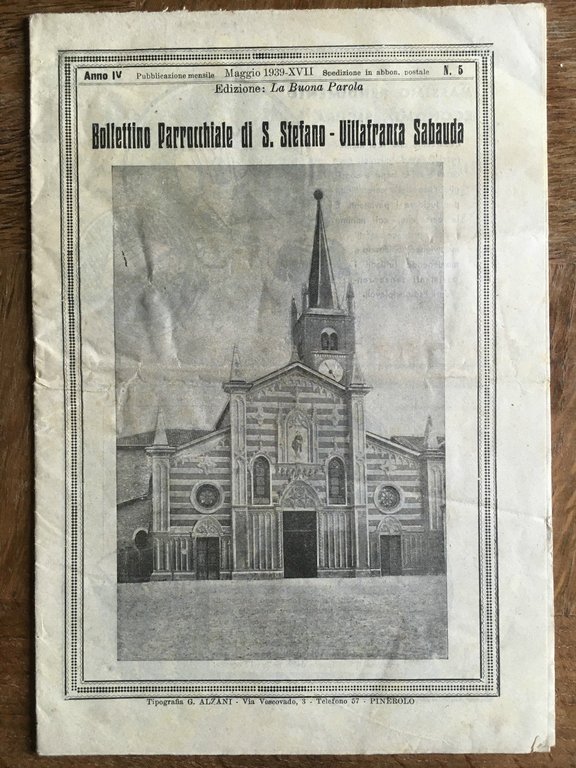 Anno IV Pubblicazione mensile Maggio 1939-XVII Spedizione in abbon. postale N. 5
Edizione: La Buona Parola
Bollettino Parrocchiale di S. Stefano - Villafranca Sabauda
Tipografia G. ALZANI - Via Vescovado, 3 - Telefono 57 - PINEROLO